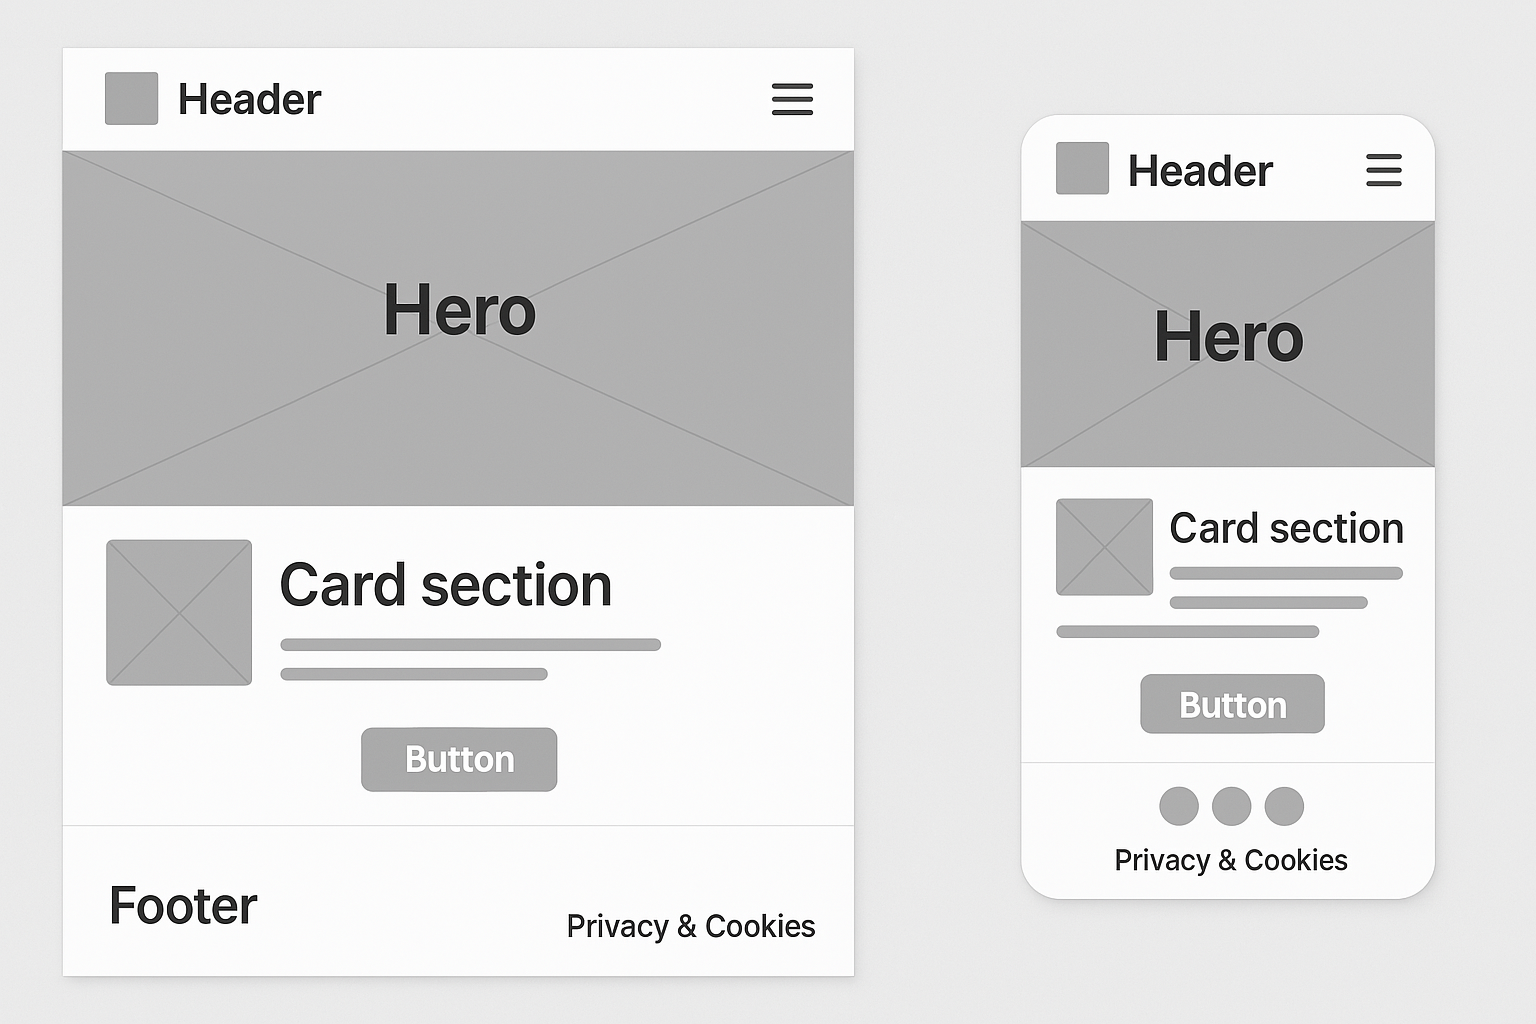 Header
Hero
Card section
Button
Footer
Privacy & Cookies
Header
Hero
Card section
Button
Privacy & Cookies